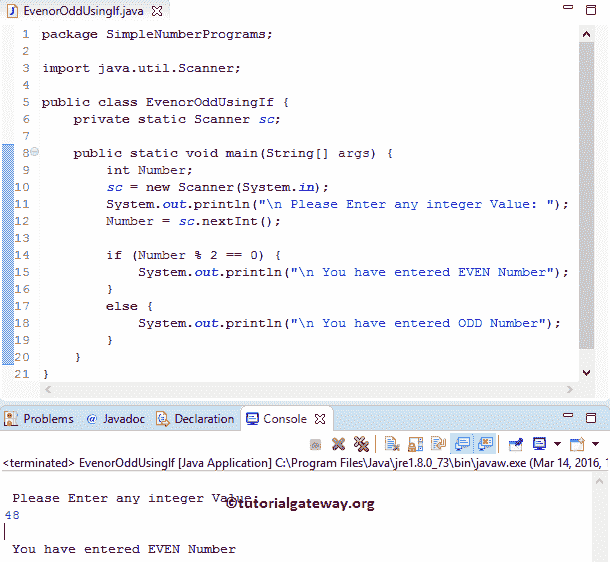 EvenorOddUsingIf.java
1 package SimpleNumberPrograms;
2
3 import java.util.Scanner;
4
5 public class EvenorOddUsingIf {
6 private static Scanner sc;
7
8 public static void main(String[] args) {
9 int Number;
10 sc = new Scanner(System.in);
11 System.out.println("\n Please Enter any integer Value: ");
12 Number = sc.nextInt();
13
14 if (Number % 2 == 0) {
15 System.out.println("\n You have entered EVEN Number");
16 }
17 else {
18 System.out.println("\n You have entered ODD Number");
19 }
20 }
21 }
Problems @ Javadoc Declaration Console
<terminated> EvenorOddUsingIf [Java Application] C:\Program Files\Java\jre1.8.0_73\bin\javaw.exe (Mar 14, 2016, 1
Please Enter any integer Value:
©tutorialgateway.org
48
You have entered EVEN Number